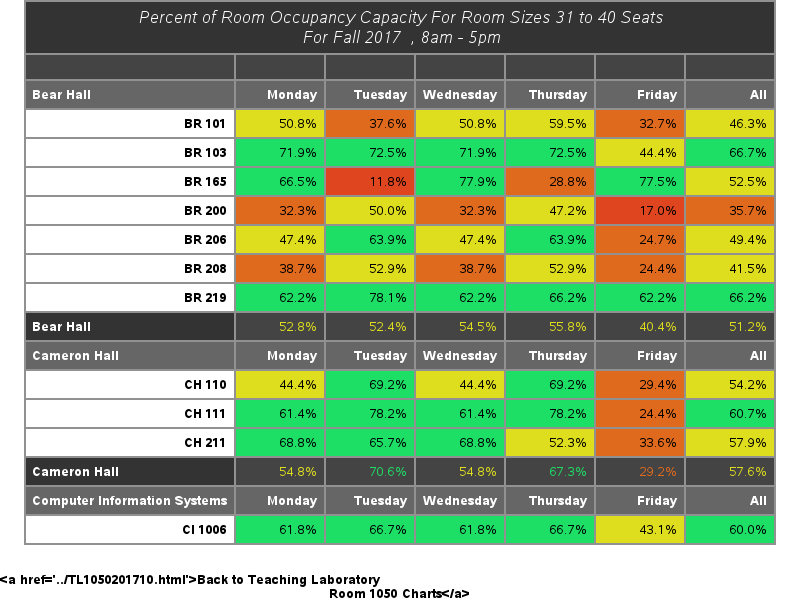 Percent of Room Occupancy Capacity For Room Sizes 31 to 40 Seats
For Fall 2017 , 8am - 5pm
Bear Hall Monday Tuesday Wednesday Thursday Friday All
BR 101 50.8% 37.6% 50.8% 59.5% 32.7% 46.3%
BR 103 71.9% 72.5% 71.9% 72.5% 44.4% 66.7%
BR 165 66.5% 11.8% 77.9% 28.8% 77.5% 52.5%
BR 200 32.3% 50.0% 32.3% 47.2% 17.0% 35.7%
BR 206 47.4% 63.9% 47.4% 63.9% 24.7% 49.4%
BR 208 38.7% 52.9% 38.7% 52.9% 24.4% 41.5%
BR 219 62.2% 78.1% 62.2% 66.2% 62.2% 66.2%
Bear Hall 52.8% 52.4% 54.5% 55.8% 40.4% 51.2%
Cameron Hall Monday Tuesday Wednesday Thursday Friday All
CH 110 44.4% 69.2% 44.4% 69.2% 29.4% 54.2%
CH 111 61.4% 78.2% 61.4% 78.2% 24.4% 60.7%
CH 211 68.8% 65.7% 68.8% 52.3% 33.6% 57.9%
Cameron Hall 54.8% 70.6% 54.8% 67.3% 29.2% 57.6%
Computer Information Systems Monday Tuesday Wednesday Thursday Friday All
CI 1006 61.8% 66.7% 61.8% 66.7% 43.1% 60.0%
<a href='../TL1050201710.html'>Back to Teaching Laboratory
Room 1050 Charts</a>